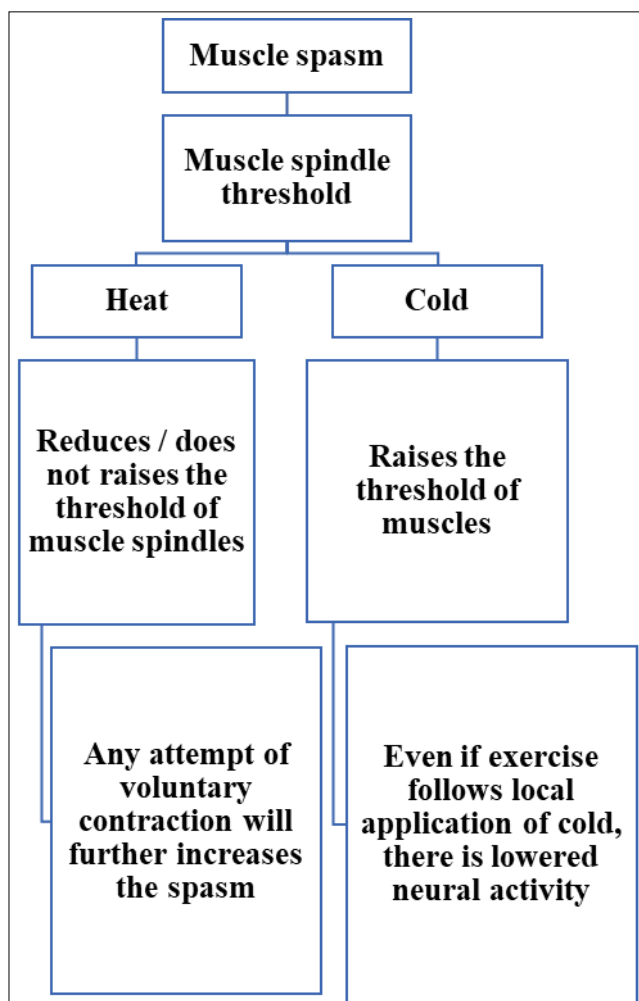 Muscle spasm
Muscle spindle
threshold
Heat
Cold
Reduces / does
not raises the
threshold of
muscle spindles
Raises the
threshold of
muscles
Any attempt of
voluntary
contraction will
further increases
the spasm
Even if exercise
follows local
application of cold,
there is lowered
neural activity